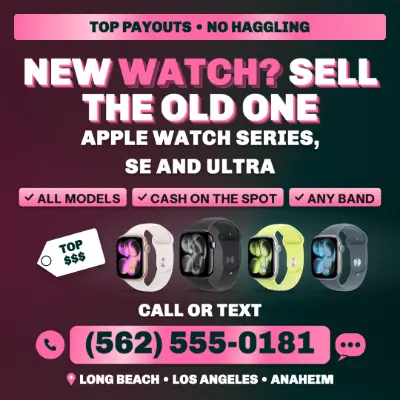 TOP PAYOUTS • NO HAGGLING
NEW WATCH? SELL
THE OLD ONE
APPLE WATCH SERIES,
SE AND ULTRA
✓ ALL MODELS ✓ CASH ON THE SPOT ✓ ANY BAND
TOP
$$$
CALL OR TEXT
(562) 555-0181
LONG BEACH • LOS ANGELES • ANAHEIM